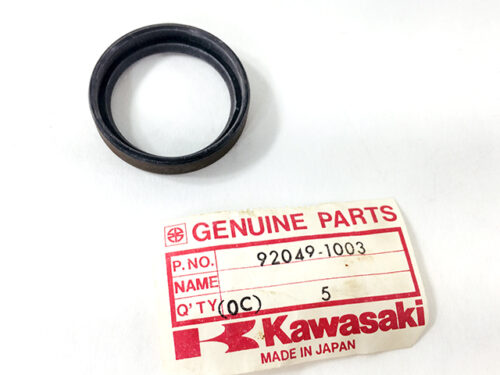 GENUINE PARTS
P. NO. 92049-1003
NAME
Q'TY (OC) 5
Kawasaki
MADE IN JAPAN